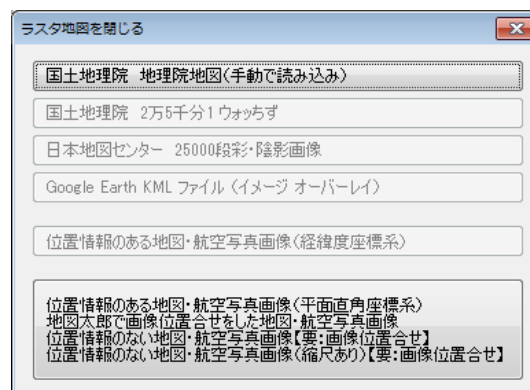 ラスタ地図を閉じる
国土地理院 地理院地図(手動で読み込み)
国土地理院 2万5千分1 ウォッちず
日本地図センター 25000段彩・陰影画像
Google Earth KML ファイル (イメージ オーバーレイ)
位置情報のある地図・航空写真画像(経緯度座標系)
位置情報のある地図・航空写真画像(平面直角座標系)
地図太郎で画像位置合せをした地図・航空写真画像
位置情報のない地図・航空写真画像【要:画像位置合せ】
位置情報のない地図・航空写真画像(縮尺あり)【要:画像位置合せ】